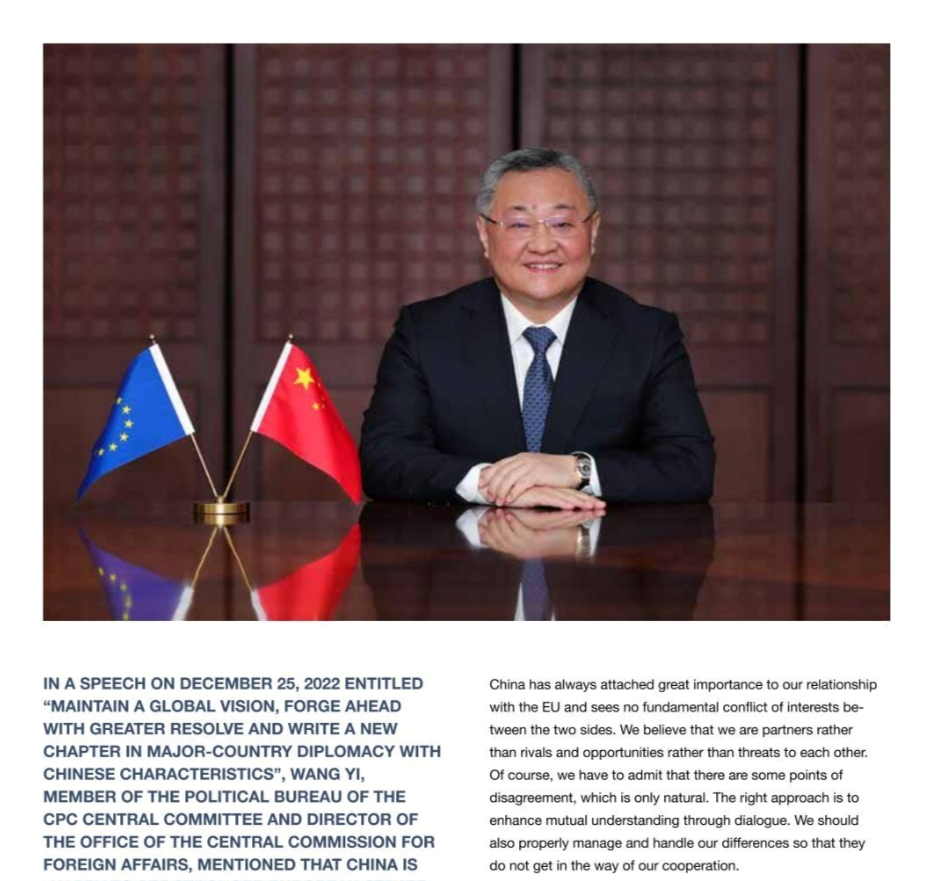 IN A SPEECH ON DECEMBER 25, 2022 ENTITLED
“MAINTAIN A GLOBAL VISION, FORGE AHEAD
WITH GREATER RESOLVE AND WRITE A NEW
CHAPTER IN MAJOR-COUNTRY DIPLOMACY WITH
CHINESE CHARACTERISTICS”, WANG YI,
MEMBER OF THE POLITICAL BUREAU OF THE
CPC CENTRAL COMMITTEE AND DIRECTOR OF
THE OFFICE OF THE CENTRAL COMMISSION FOR
FOREIGN AFFAIRS, MENTIONED THAT CHINA IS
China has always attached great importance to our relationship
with the EU and sees no fundamental conflict of interests be-
tween the two sides. We believe that we are partners rather
than rivals and opportunities rather than threats to each other.
Of course, we have to admit that there are some points of
disagreement, which is only natural. The right approach is to
enhance mutual understanding through dialogue. We should
also properly manage and handle our differences so that they
do not get in the way of our cooperation.